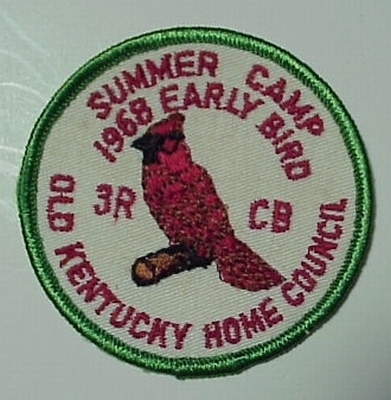 SUMMER CAMP
1968 EARLY BIRD
3R CB
OLD KENTUCKY HOME COUNCIL